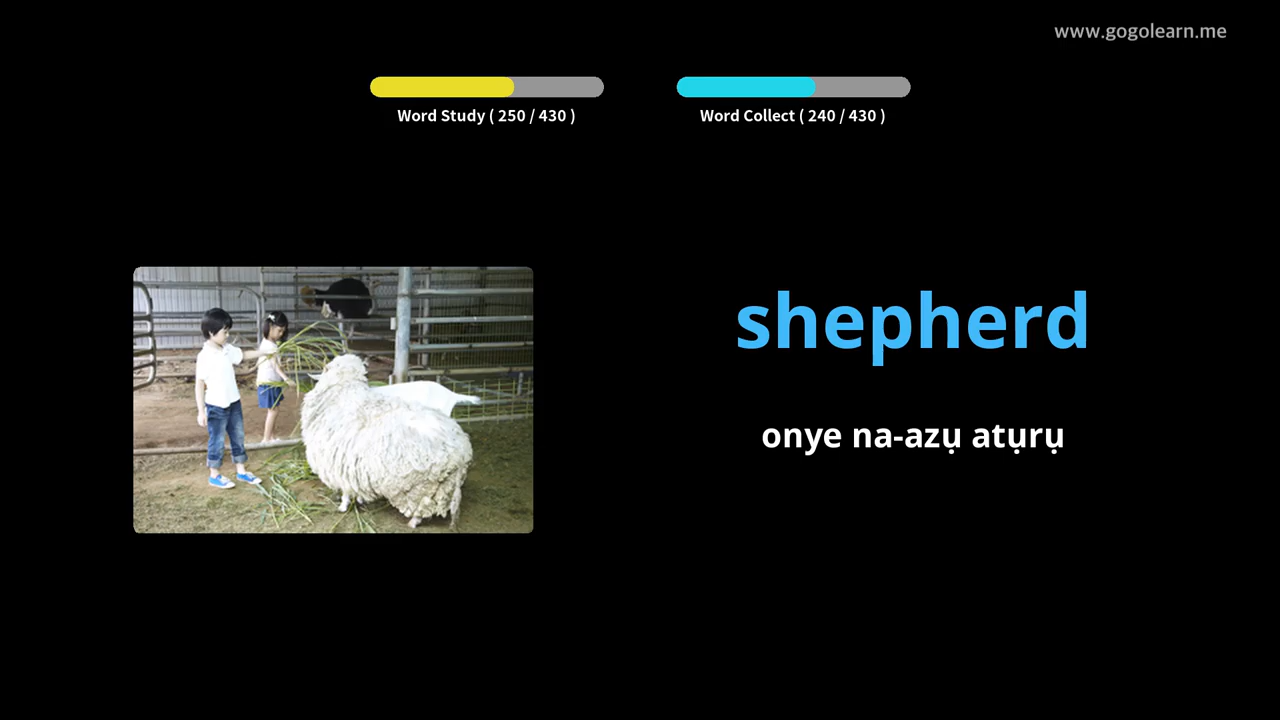 www.gogolearn.me
Word Study ( 250 / 430 )
Word Collect ( 240 / 430 )
shepherd
onye na-azụ atụrụ